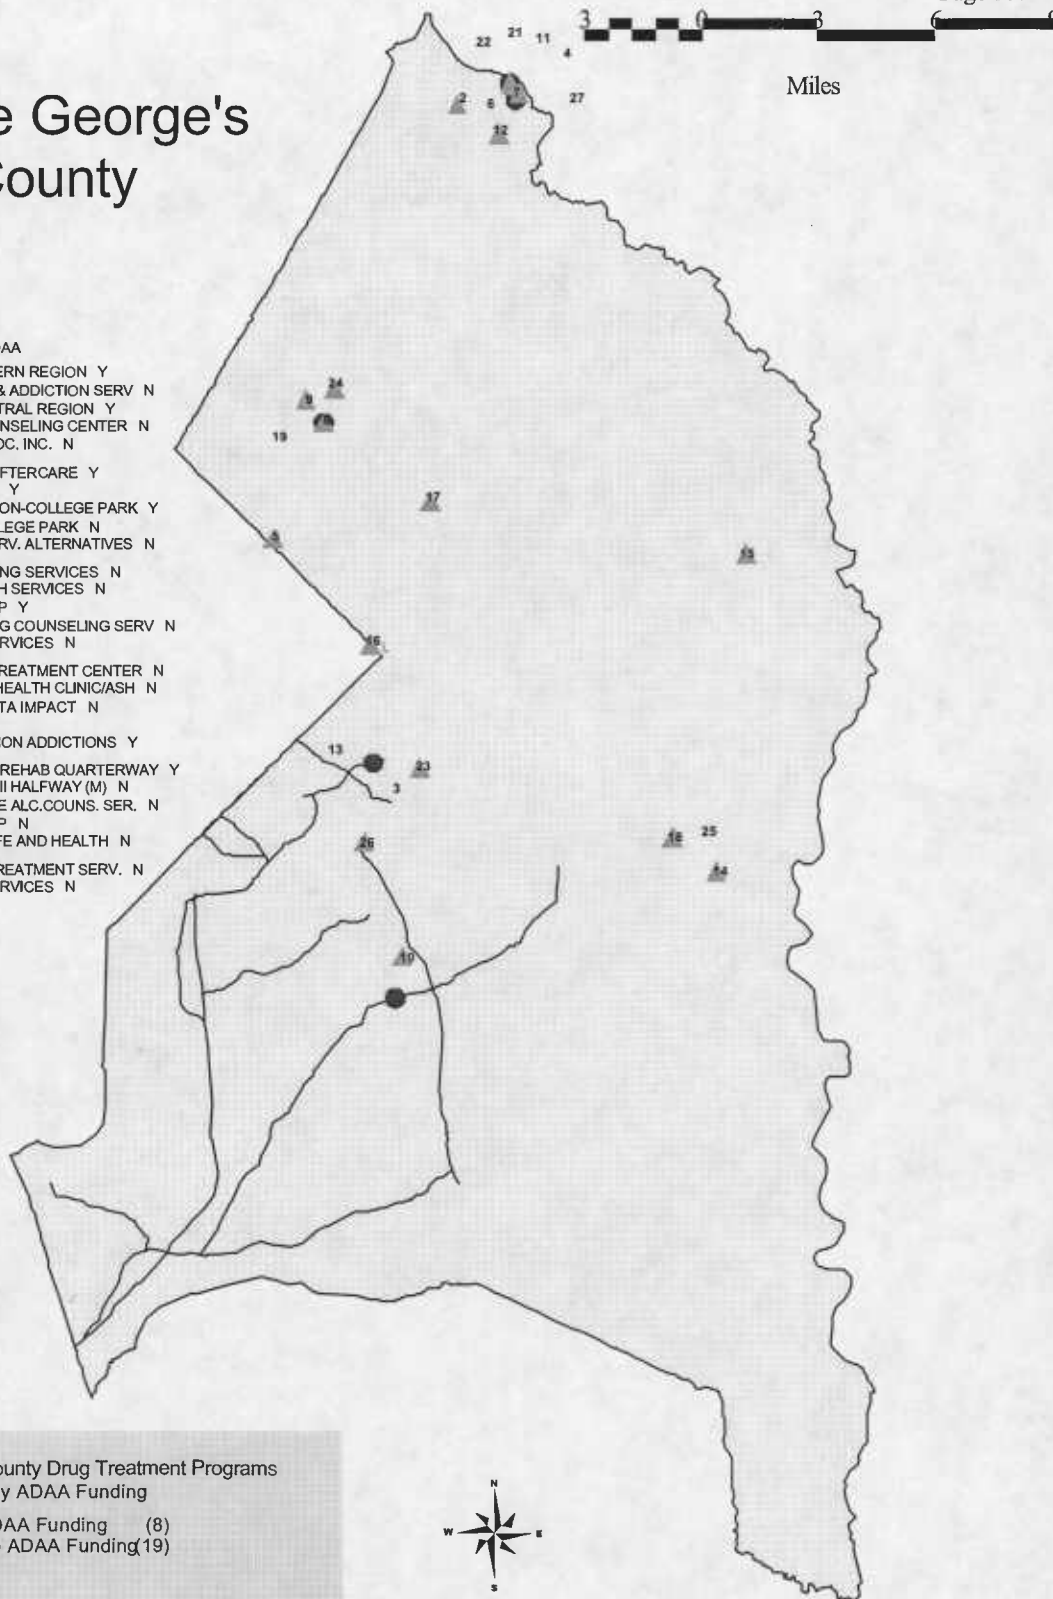 3 0 3 6
Miles
e George's
County
22 21 11 4
2 6 27
12
AA
ERN REGION Y
& ADDICTION SERV N
TRAL REGION Y
UNSELING CENTER N
OC. INC. N
FTERCARE Y
Y
ON-COLLEGE PARK Y
LEGE PARK N
RV. ALTERNATIVES N
NG SERVICES N
H SERVICES N
P Y
G COUNSELING SERV N
RVICES N
REATMENT CENTER N
HEALTH CLINIC/ASH N
TA IMPACT N
ION ADDICTIONS Y
REHAB QUARTERWAY Y
II HALFWAY (M) N
E ALC.COUNS. SER. N
P N
FE AND HEALTH N
REATMENT SERV. N
RVICES N
24
9
19
17
5
15
16
13
23
3
26
18 25
14
10
ounty Drug Treatment Programs
y ADAA Funding
DAA Funding (8)
ADAA Funding(19)
N
W E
S